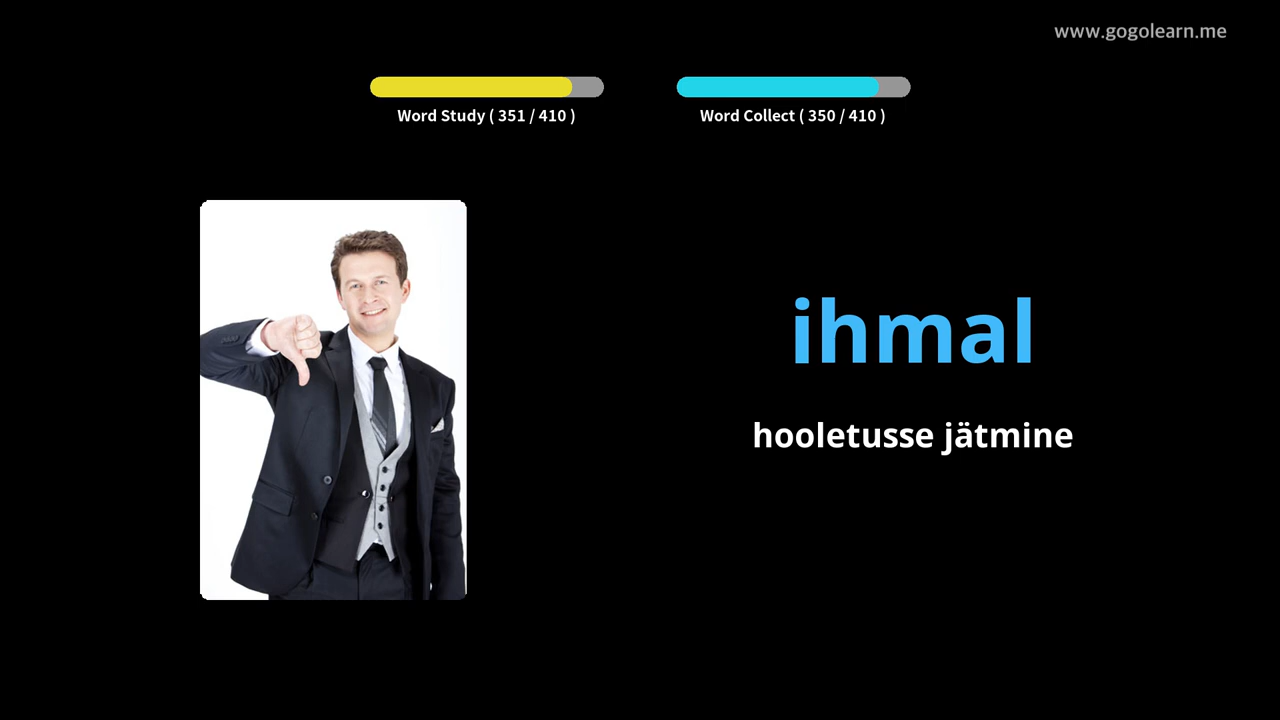 www.gogolearn.me
Word Study ( 351 / 410 )
Word Collect ( 350 / 410 )
ihmal
hooletusse jätmine